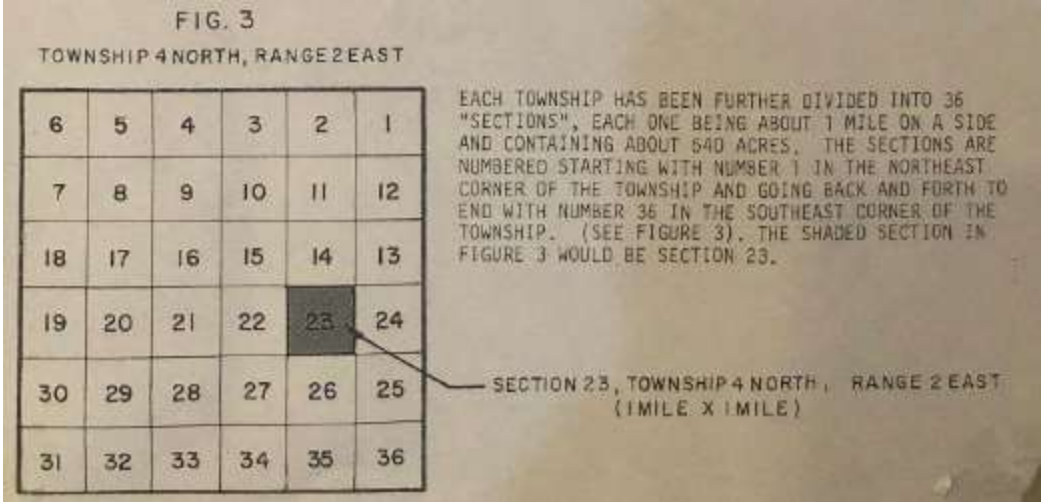 FIG. 3
TOWNSHIP 4 NORTH, RANGE 2 EAST
6 5 4 3 2 1
7 8 9 10 11 12
18 17 16 15 14 13
19 20 21 22 23 24
30 29 28 27 26 25
31 32 33 34 35 36
EACH TOWNSHIP HAS BEEN FURTHER DIVIDED INTO 36
"SECTIONS", EACH ONE BEING ABOUT 1 MILE ON A SIDE
AND CONTAINING ABOUT 640 ACRES. THE SECTIONS ARE
NUMBERED STARTING WITH NUMBER 1 IN THE NORTHEAST
CORNER OF THE TOWNSHIP AND GOING BACK AND FORTH TO
END WITH NUMBER 36 IN THE SOUTHEAST CORNER OF THE
TOWNSHIP. (SEE FIGURE 3). THE SHADED SECTION IN
FIGURE 3 WOULD BE SECTION 23.
SECTION 23, TOWNSHIP 4 NORTH, RANGE 2 EAST
(1 MILE X 1 MILE)